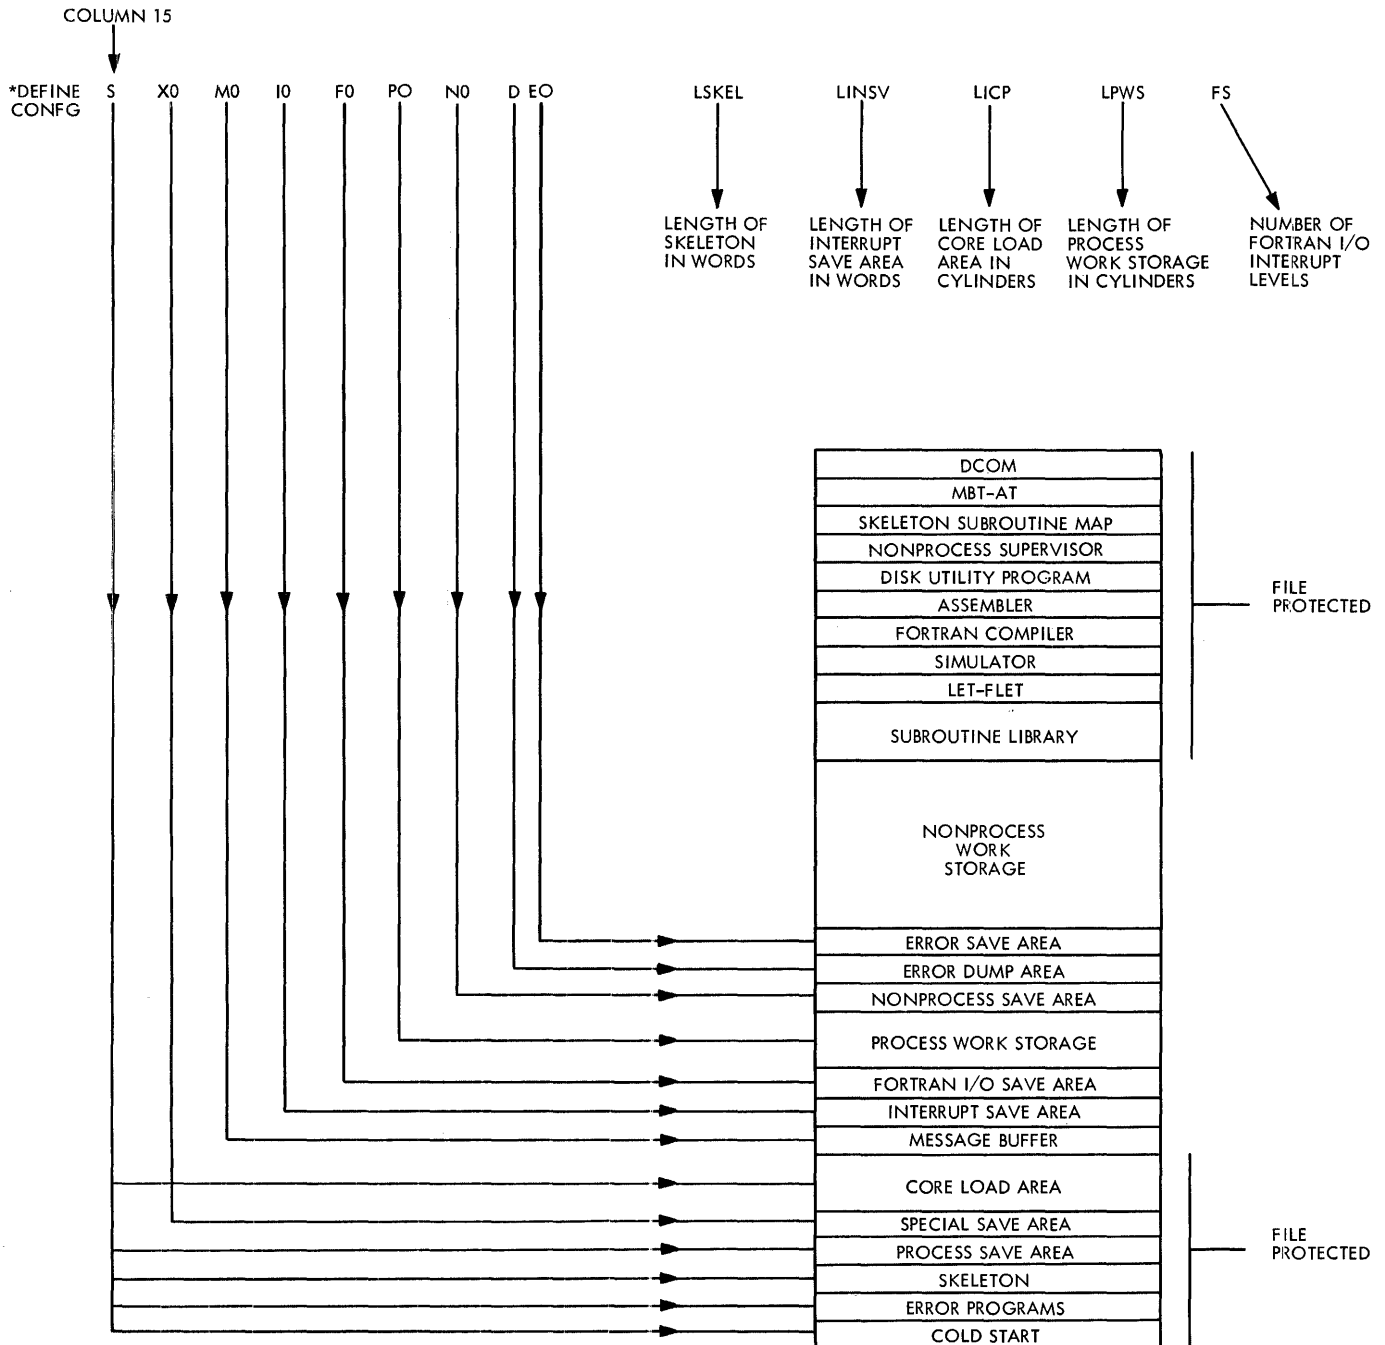 COLUMN 15
*DEFINE CONFG S X0 M0 I0 F0 PO N0 D EO LSKEL LINSV LICP LPWS FS
LENGTH OF
SKELETON
IN WORDS
LENGTH OF
INTERRUPT
SAVE AREA
IN WORDS
LENGTH OF
CORE LOAD
AREA IN
CYLINDERS
LENGTH OF
PROCESS
WORK STORAGE
IN CYLINDERS
NUMBER OF
FORTRAN I/O
INTERRUPT
LEVELS
DCOM
MBT-AT
SKELETON SUBROUTINE MAP
NONPROCESS SUPERVISOR
DISK UTILITY PROGRAM
ASSEMBLER
FORTRAN COMPILER
SIMULATOR
LET-FLET
SUBROUTINE LIBRARY
FILE
PROTECTED
NONPROCESS
WORK
STORAGE
ERROR SAVE AREA
ERROR DUMP AREA
NONPROCESS SAVE AREA
PROCESS WORK STORAGE
FORTRAN I/O SAVE AREA
INTERRUPT SAVE AREA
MESSAGE BUFFER
CORE LOAD AREA
SPECIAL SAVE AREA
PROCESS SAVE AREA
SKELETON
ERROR PROGRAMS
COLD START
FILE
PROTECTED